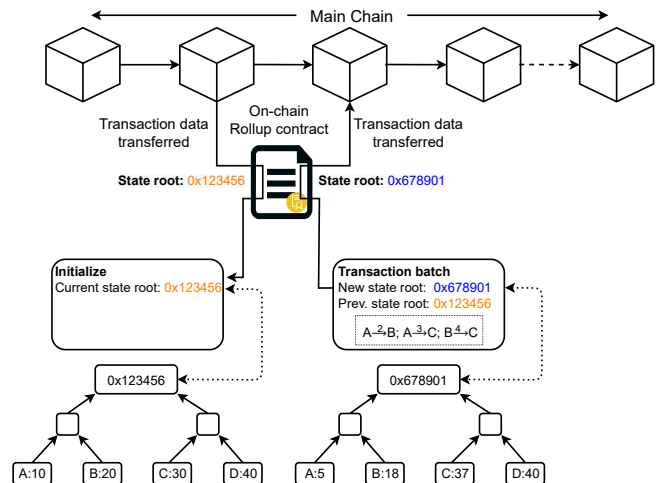 Main Chain
Transaction data
transferred
On-chain
Rollup contract
Transaction data
transferred
State root: 0x123456
State root: 0x678901
Initialize
Current state root: 0x123456
Transaction batch
New state root: 0x678901
Prev. state root: 0x123456
A 2→B; A 3→C; B 4→C
0x123456
0x678901
A:10
B:20
C:30
D:40
A:5
B:18
C:37
D:40